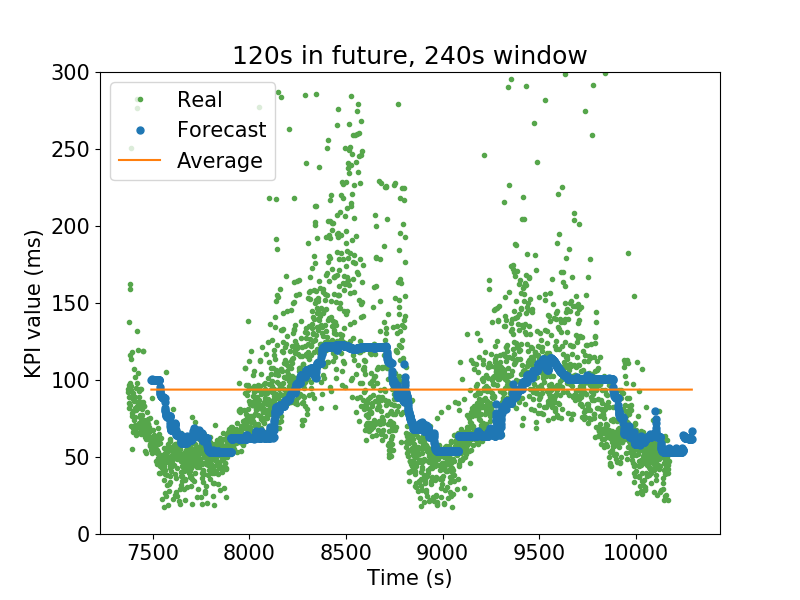 120s in future, 240s window
300
250
200
150
100
50
0
KPI value (ms)
Real
Forecast
Average
7500
8000
8500
9000
9500
10000
Time (s)